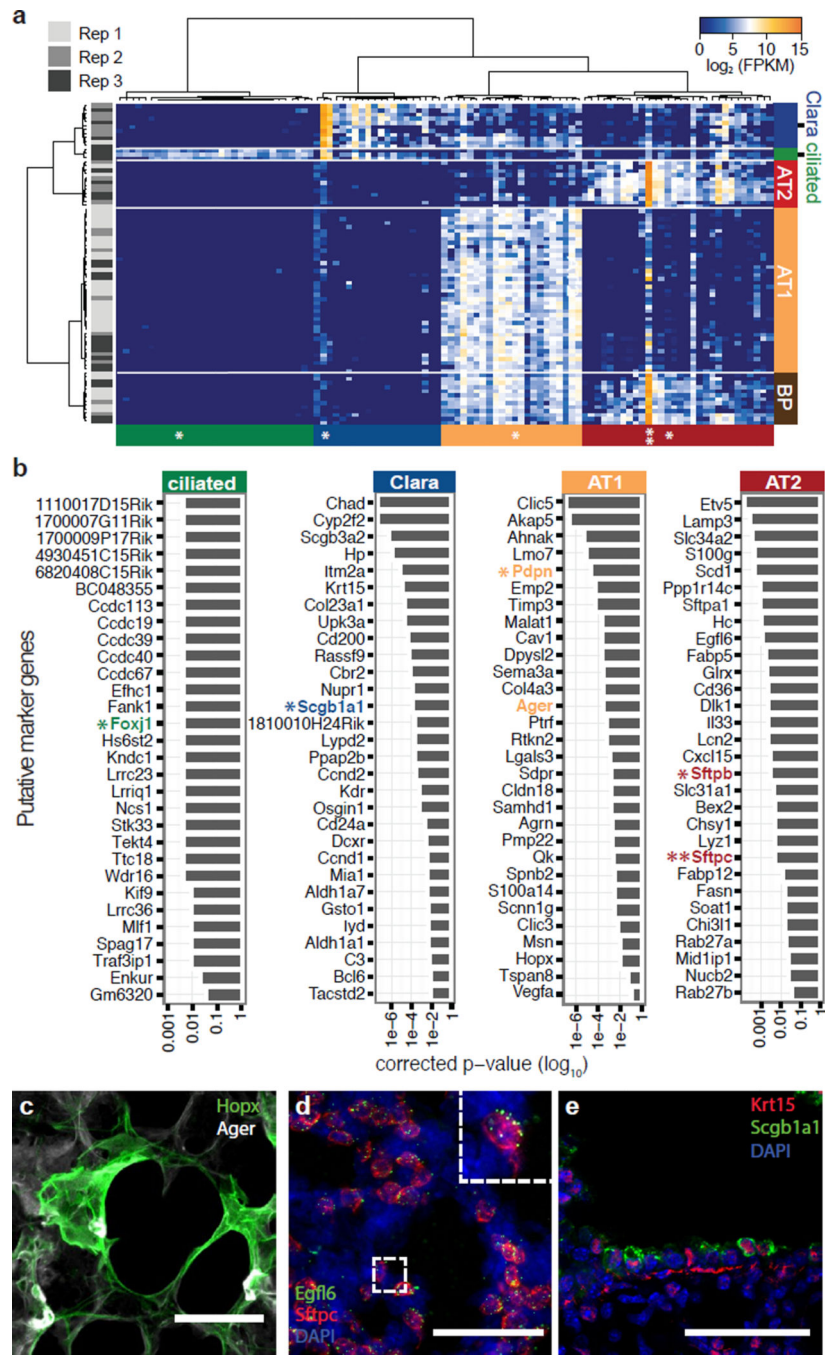 a
Rep 1
Rep 2
Rep 3
0 5 10 15
log2 (FPKM)
Clara
ciliated
AT2
AT1
BP
* * * ** *
b
Putative marker genes
ciliated
1110017D15Rik
1700007G11Rik
1700009P17Rik
4930451C15Rik
6820408C15Rik
BC048355
Ccdc113
Ccdc19
Ccdc39
Ccdc40
Ccdc67
Efhc1
Fank1
*Foxj1
Hs6st2
Kndc1
Lrrc23
Lrriq1
Ncs1
Stk33
Tekt4
Ttc18
Wdr16
Kif9
Lrrc36
Mlf1
Spag17
Traf3ip1
Enkur
Gm6320
0.001 0.01 0.1 1
Clara
Chad
Cyp2f2
Scgb3a2
Hp
Itm2a
Krt15
Col23a1
Upk3a
Cd200
Rassf9
Cbr2
Nupr1
*Scgb1a1
1810010H24Rik
Lypd2
Ppap2b
Ccnd2
Kdr
Osgin1
Cd24a
Dcxr
Ccnd1
Mia1
Aldh1a7
Gsto1
Iyd
Aldh1a1
C3
Bcl6
Tacstd2
1e-6 1e-4 1e-2 1
AT1
Clic5
Akap5
Ahnak
Lmo7
*Pdpn
Emp2
Timp3
Malat1
Cav1
Dpysl2
Sema3a
Col4a3
Ager
Ptrf
Rtkn2
Lgals3
Sdpr
Cldn18
Samhd1
Agrn
Pmp22
Qk
Spnb2
S100a14
Scnn1g
Clic3
Msn
Hopx
Tspan8
Vegfa
1e-6 1e-4 1e-2 1
AT2
Etv5
Lamp3
Slc34a2
S100g
Scd1
Ppp1r14c
Sftpa1
Hc
Egfl6
Fabp5
Glrx
Cd36
Dlk1
Il33
Lcn2
Cxcl15
*Sftpb
Slc31a1
Bex2
Chsy1
Lyz1
**Sftpc
Fabp12
Fasn
Soat1
Chi3l1
Rab27a
Mid1ip1
Nucb2
Rab27b
0.001 0.01 0.1 1
corrected p-value (log10)
c
Hopx
Ager
d
Egfl6
Sftpc
DAPI
e
Krt15
Scgb1a1
DAPI